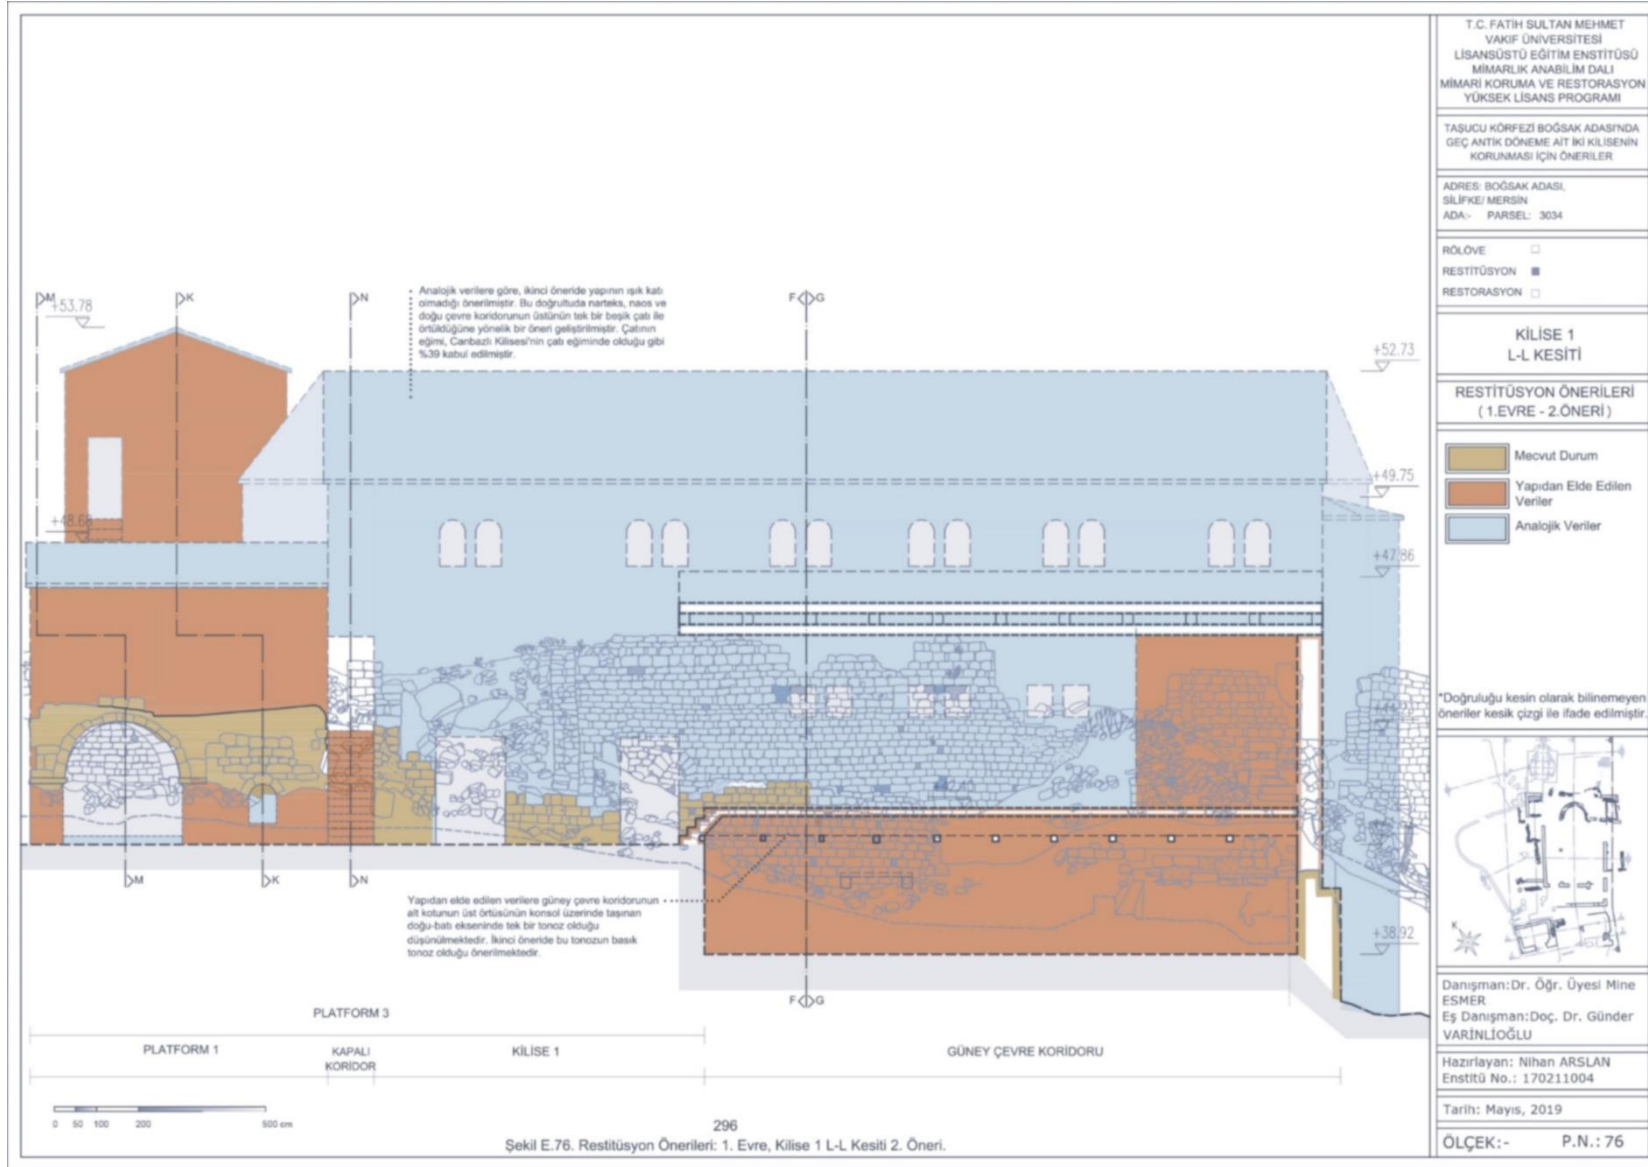 T.C. FATİH SULTAN MEHMET
VAKIF ÜNİVERSİTESİ
LİSANSÜSTÜ EĞİTİM ENSTİTÜSÜ
MİMARLIK ANABİLİM DALI
MİMARİ KORUMA VE RESTORASYON
YÜKSEK LİSANS PROGRAMI
TAŞUCU KÖRFEZİ BOĞSAK ADASI'NDA
GEÇ ANTİK DÖNEME AİT İKİ KİLİSENİN
KORUNMASI İÇİN ÖNERİLER
ADRES: BOĞSAK ADASI,
SİLİFKE/ MERSİN
ADA:- PARSEL: 3034
RÖLÖVE
RESTİTÜSYON
RESTORASYON
KİLİSE 1
L-L KESİTİ
RESTİTÜSYON ÖNERİLERİ
( 1.EVRE - 2.ÖNERİ )
Mecvut Durum
Yapıdan Elde Edilen
Veriler
Analojik Veriler
*Doğruluğu kesin olarak bilinemeyen
öneriler kesik çizgi ile ifade edilmiştir.
K
Danışman:Dr. Öğr. Üyesi Mine
ESMER
Eş Danışman:Doç. Dr. Günder
VARİNLİOĞLU
Hazırlayan: Nihan ARSLAN
Enstitü No.: 170211004
Tarih: Mayıs, 2019
ÖLÇEK:- P.N.: 76
M K N F G
+53.78
Analojik verilere göre, ikinci öneride yapının ışık katı
olmadığı önerilmiştir. Bu doğrultuda narteks, naos ve
doğu çevre koridorunun üstünün tek bir beşik çatı ile
örtüldüğüne yönelik bir öneri geliştirilmiştir. Çatının
eğimi, Canbazlı Kilisesi'nin çatı eğiminde olduğu gibi
%39 kabul edilmiştir.
+52.73
+49.75
+48.68
+47.86
+38.92
M K N
Yapıdan elde edilen verilere güney çevre koridorunun
alt kotunun üst örtüsünün konsol üzerinde taşınan
doğu-batı ekseninde tek bir tonoz olduğu
düşünülmektedir. İkinci öneride bu tonozun basık
tonoz olduğu önerilmektedir.
F G
PLATFORM 3
PLATFORM 1
KAPALI
KORİDOR
KİLİSE 1
GÜNEY ÇEVRE KORİDORU
0 50 100 200 500 cm
296
Şekil E.76. Restitüsyon Önerileri: 1. Evre, Kilise 1 L-L Kesiti 2. Öneri.